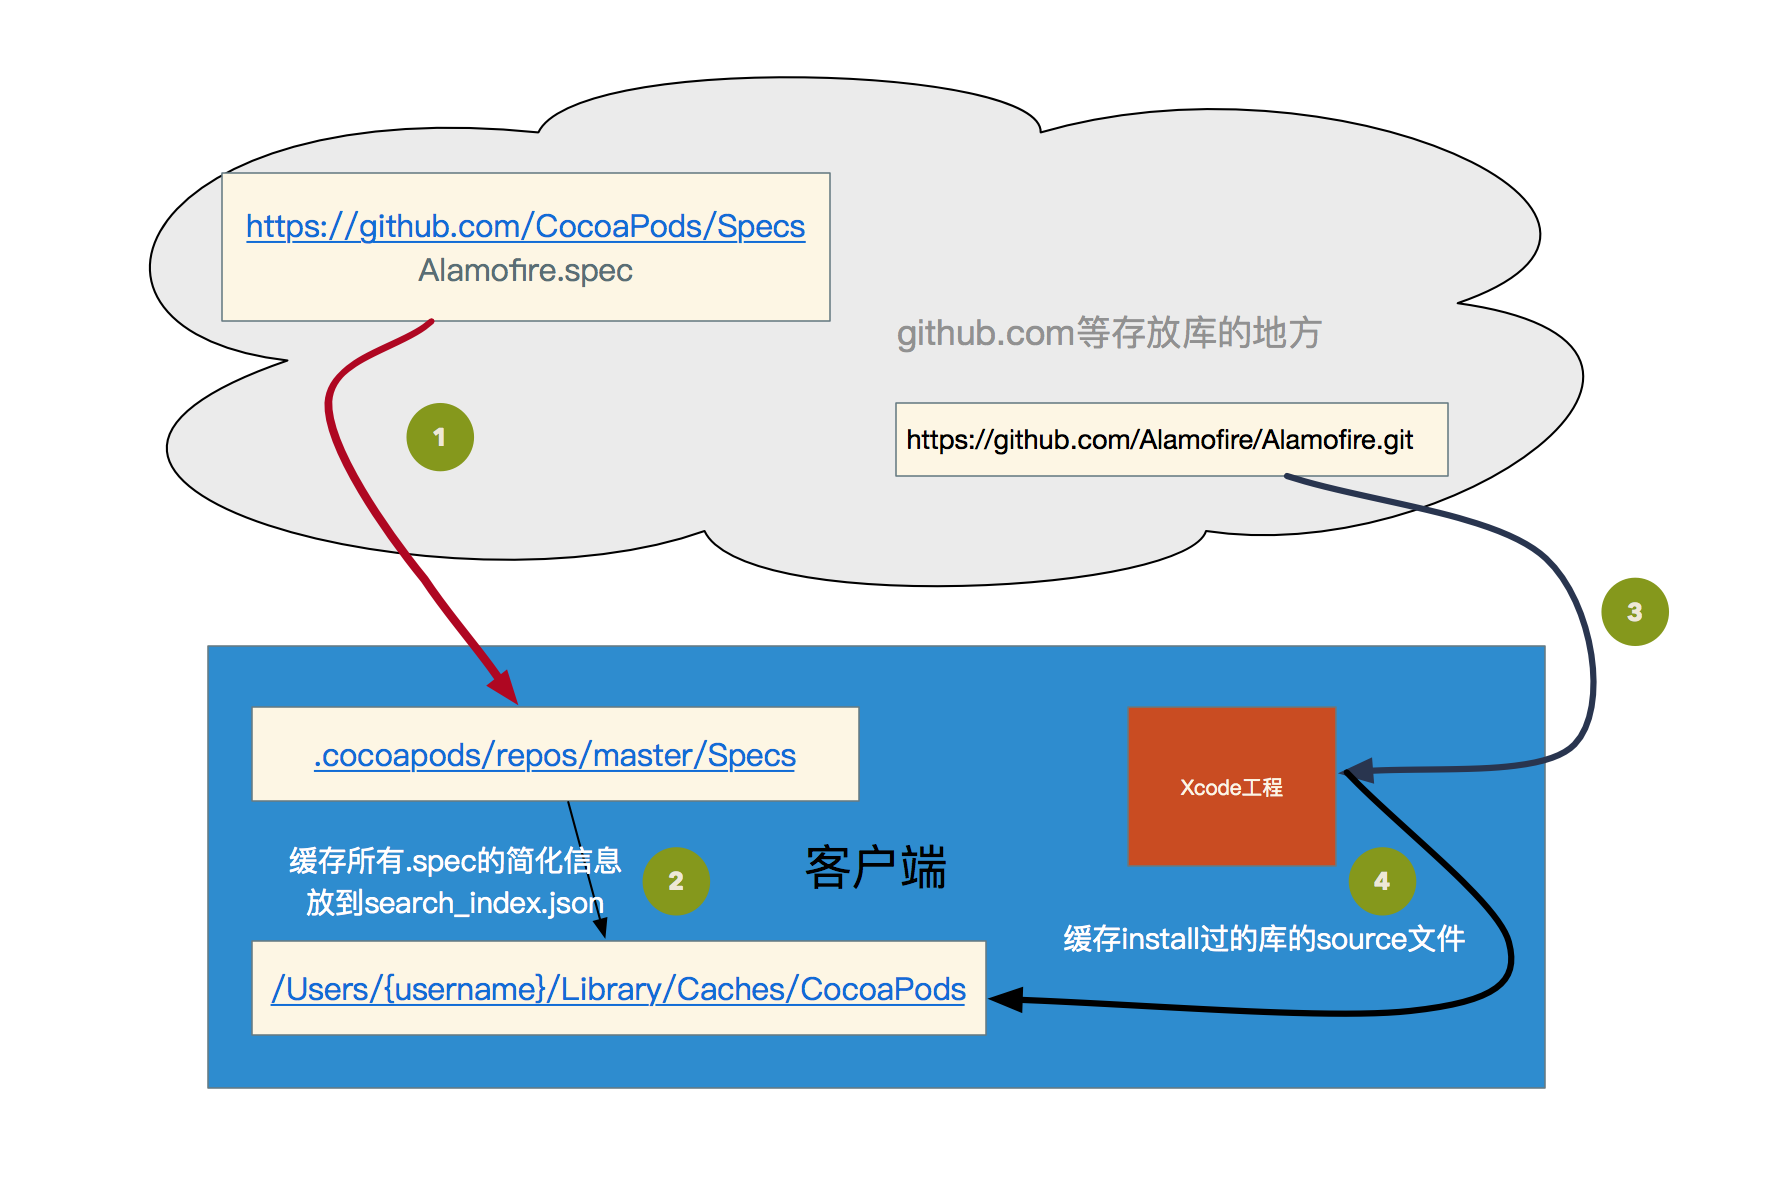 https://github.com/CocoaPods/Specs
Alamofire.spec
github.com等存放库的地方
https://github.com/Alamofire/Alamofire.git
1
3
.cocoapods/repos/master/Specs
Xcode工程
缓存所有.spec的简化信息
放到search_index.json
2
客户端
4
缓存install过的库的source文件
/Users/{username}/Library/Caches/CocoaPods